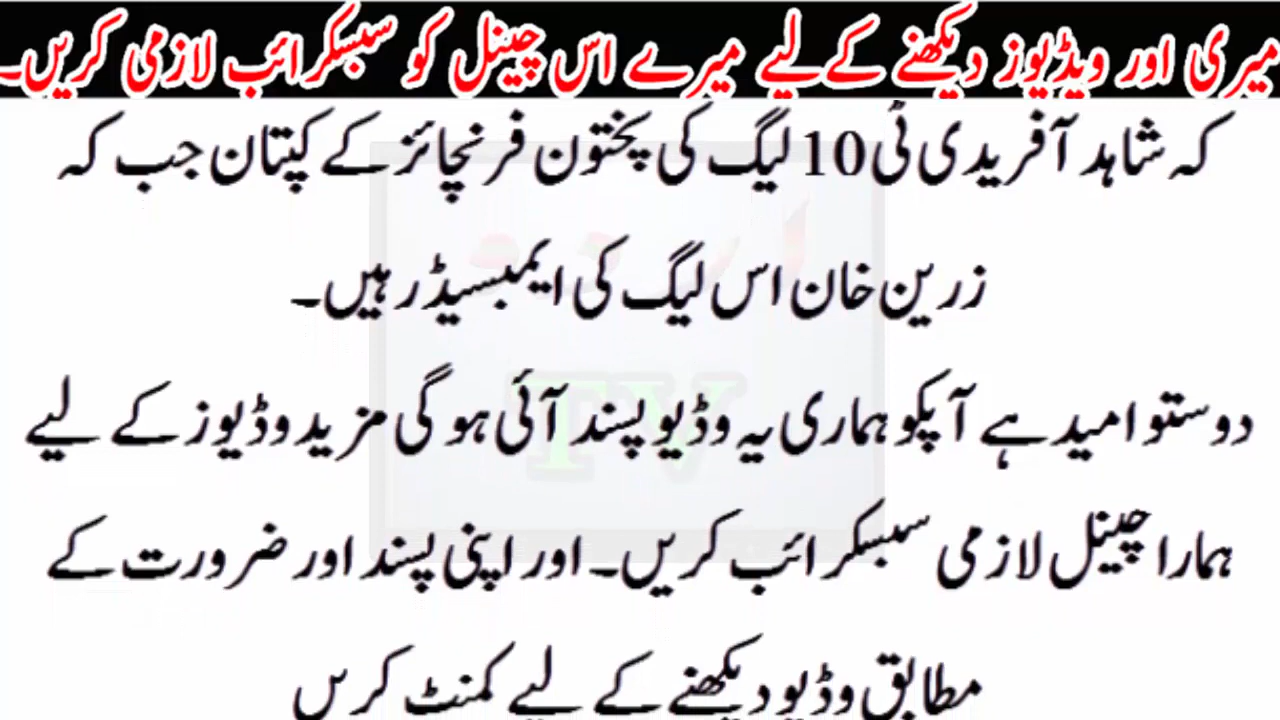 میری اور ویڈیوز دیکھنے کے لیے میرے اس چینل کو سبسکرائب لازمی کریں۔
کہ شاہد آفریدی ٹی 10 لیگ کی پختون فرنچائز کے کپتان جب کہ
زرین خان اس لیگ کی ایمبسیڈر ہیں۔
دوستو امید ہے آپکو ہماری یہ وڈیو پسند آئی ہو گی مزید وڈیوز کے لیے
ہمارا چینل لازمی سبسکرائب کریں۔ اور اپنی پسند اور ضرورت کے
مطابق وڈیو دیکھنے کے لیے کمنٹ کریں
اردو
TV